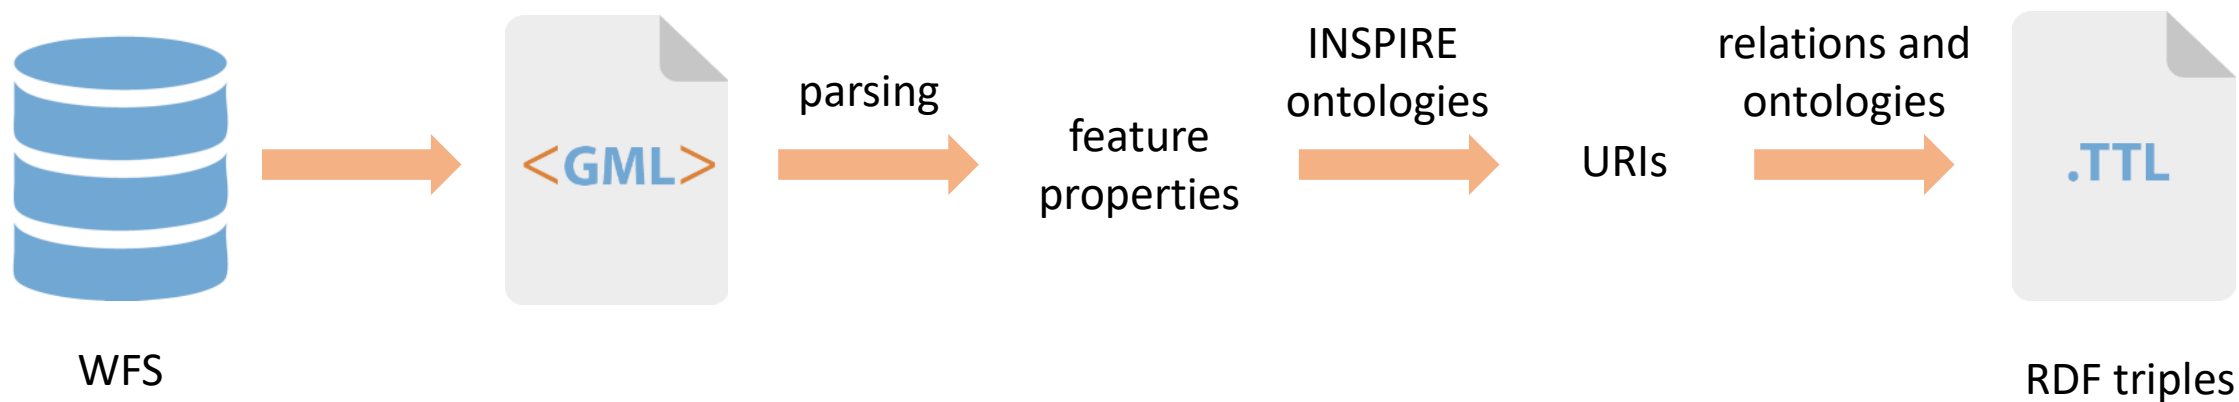 WFS
<GML>
parsing
feature
properties
INSPIRE
ontologies
URIs
relations and
ontologies
.TTL
RDF triples